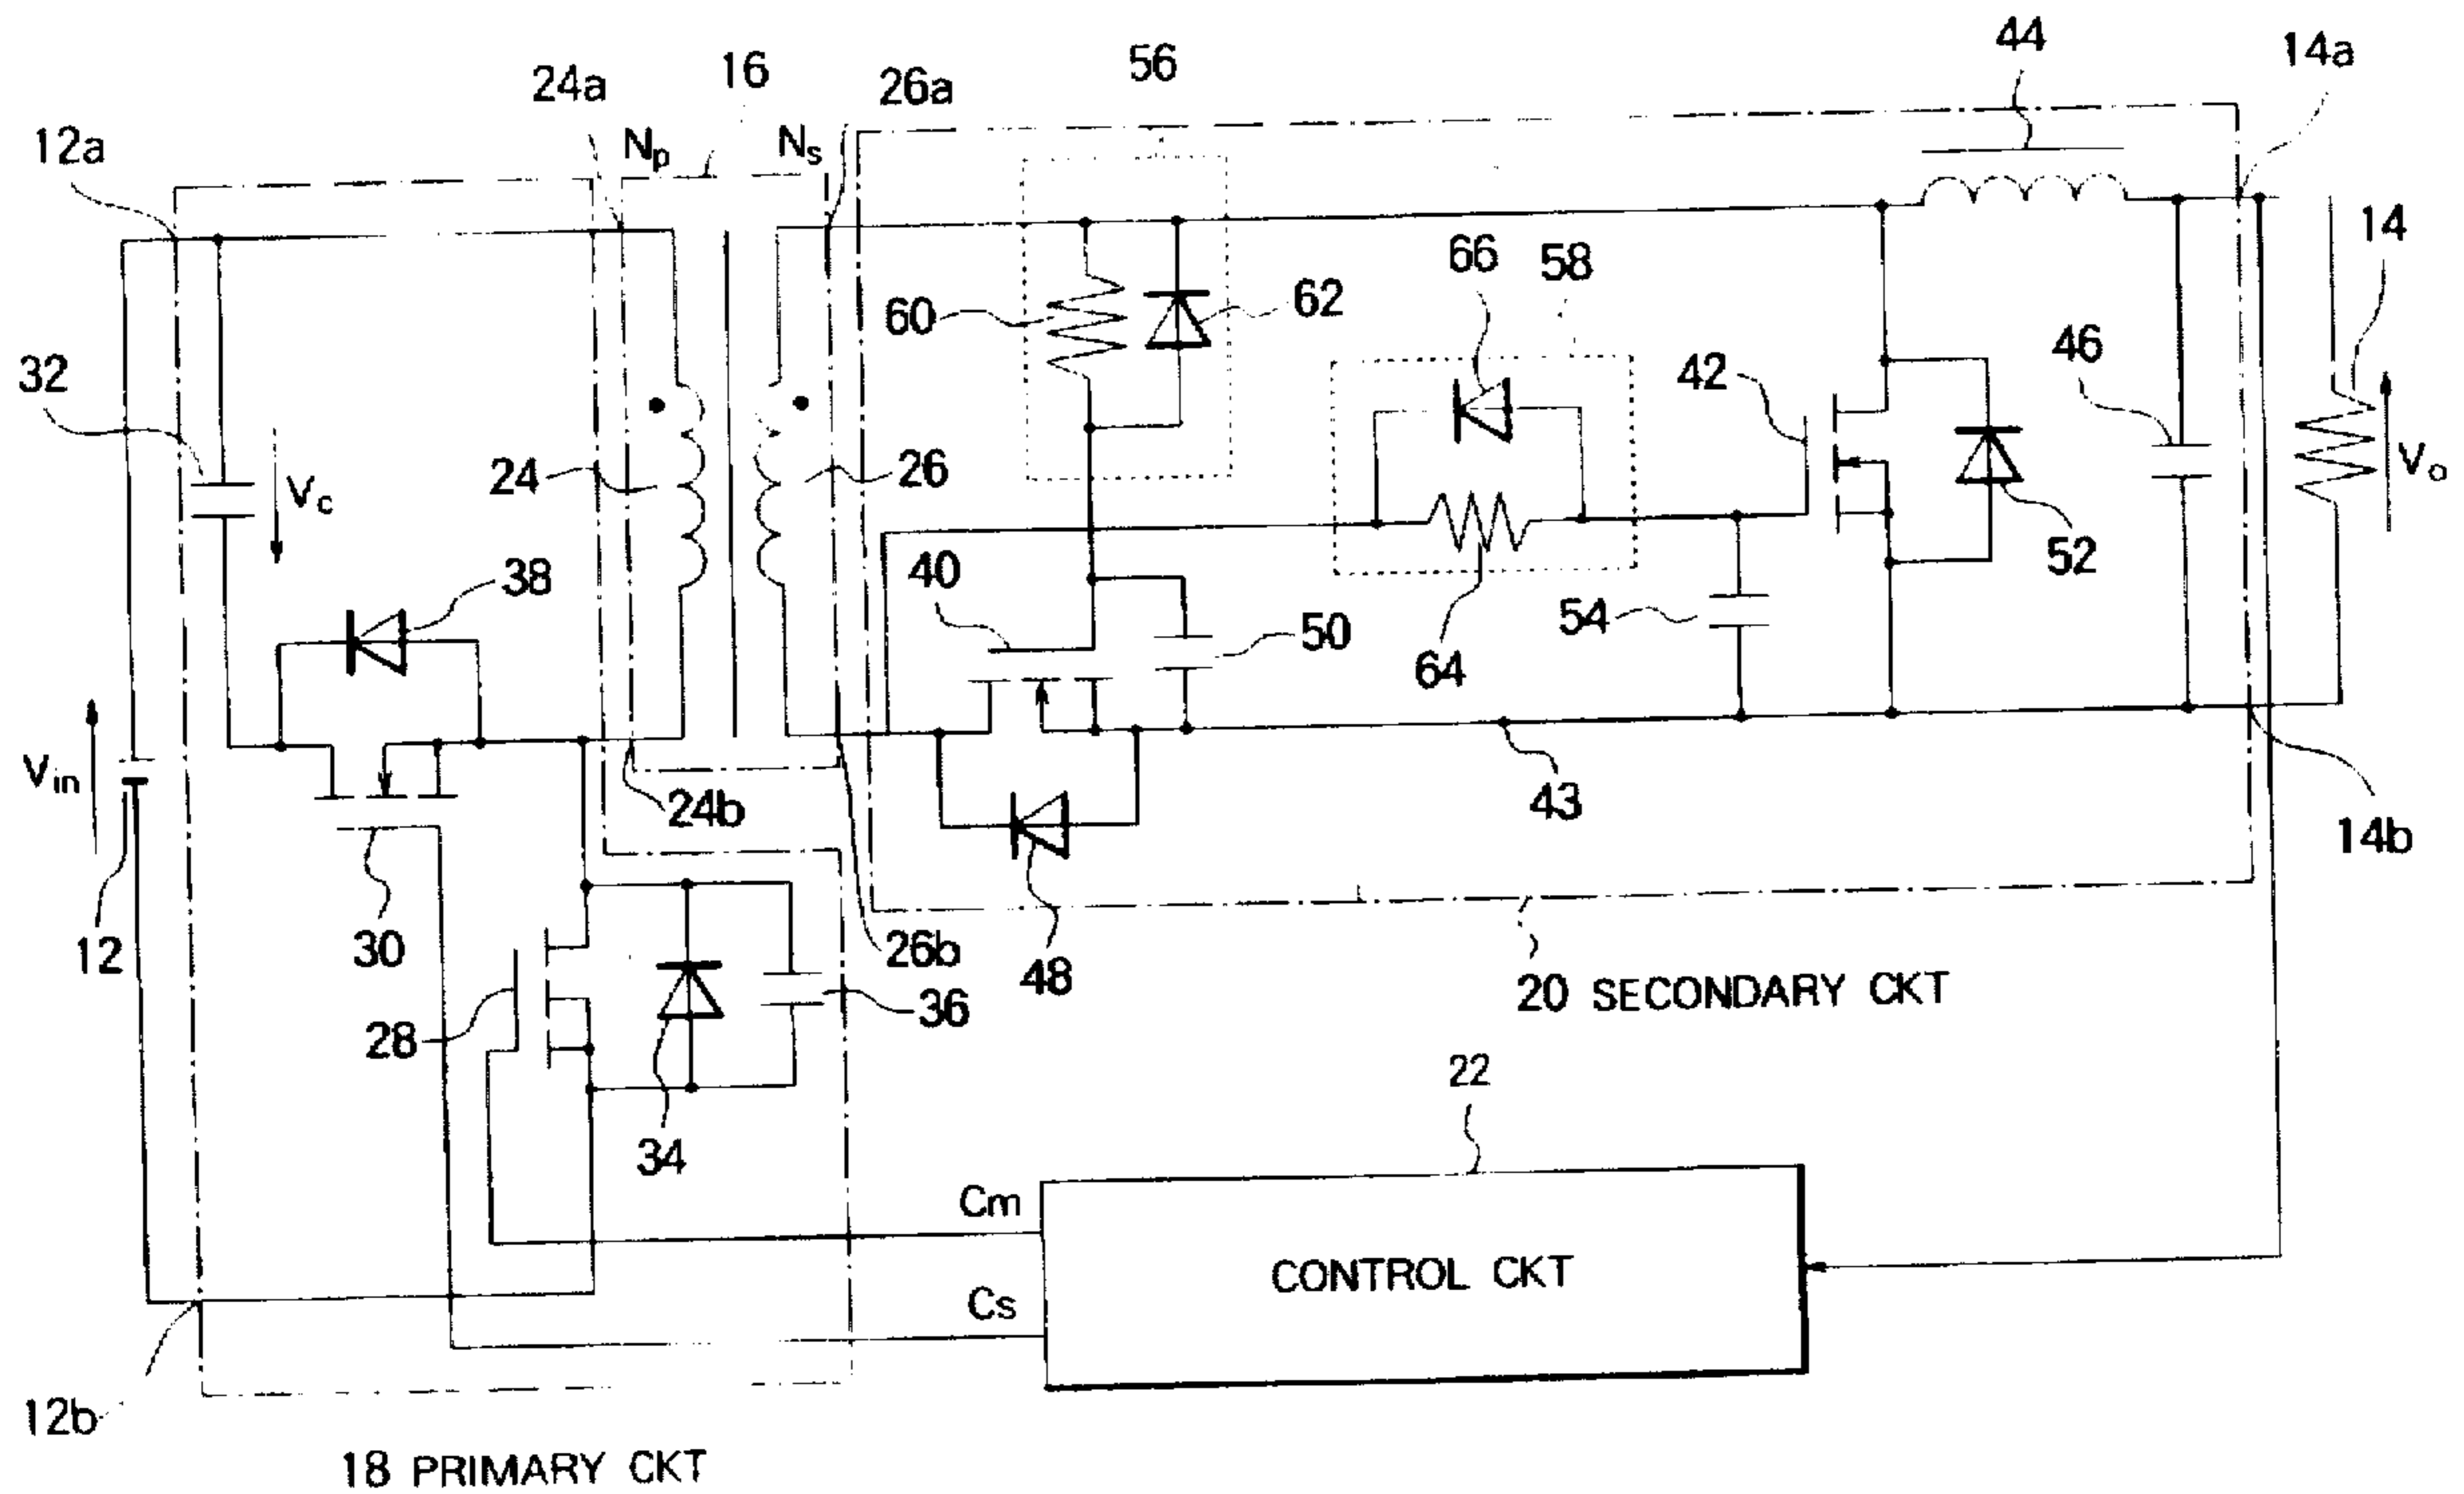 44
14a
56
16
24a
26a
12a
Np
Ns
14
66
58
62
60
42
46
32
Vc
24
26
Vo
40
38
52
54
50
64
Vin
43
24b
14b
12
30
26b
48
20 SECONDARY CKT
28
36
22
34
Cm
CONTROL CKT
Cs
12b
18 PRIMARY CKT